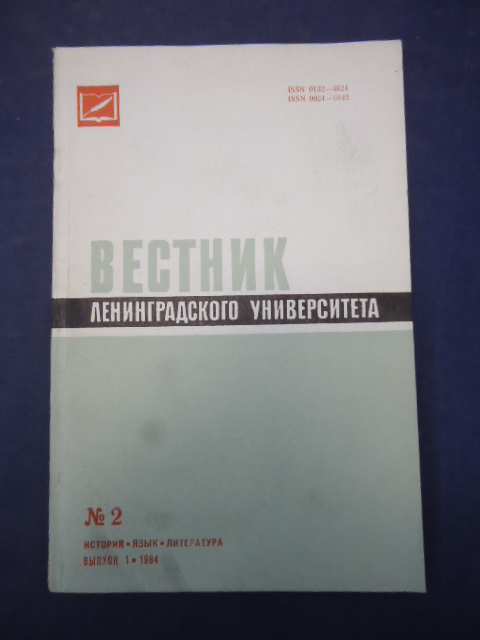 ISSN 0132—4624
ISSN 0024—0842
ВЕСТНИК
ЛЕНИНГРАДСКОГО УНИВЕРСИТЕТА
№ 2
ИСТОРИЯ • ЯЗЫК • ЛИТЕРАТУРА
ВЫПУСК 1 • 1984